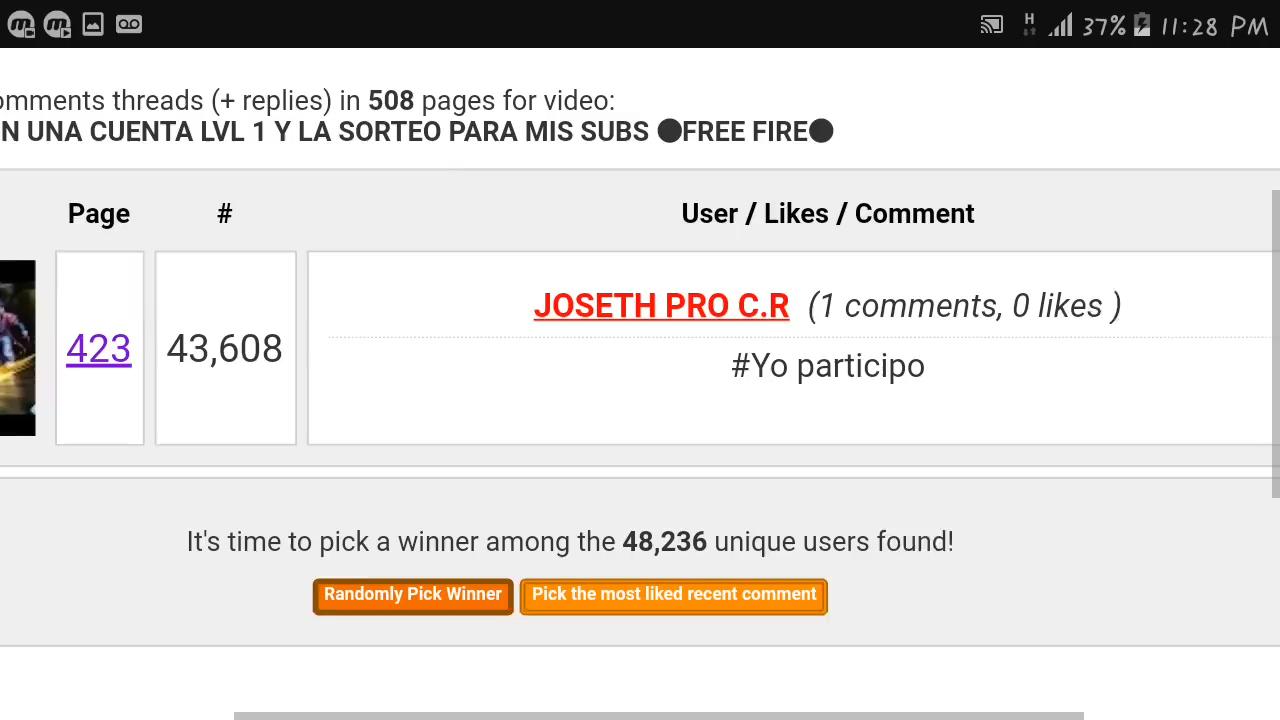 H 37% 11:28 PM
omments threads (+ replies) in 508 pages for video:
N UNA CUENTA LVL 1 Y LA SORTEO PARA MIS SUBS ⚫FREE FIRE⚫
Page # User / Likes / Comment
JOSETH PRO C.R (1 comments, 0 likes )
423 43,608
#Yo participo
It's time to pick a winner among the 48,236 unique users found!
Randomly Pick Winner Pick the most liked recent comment